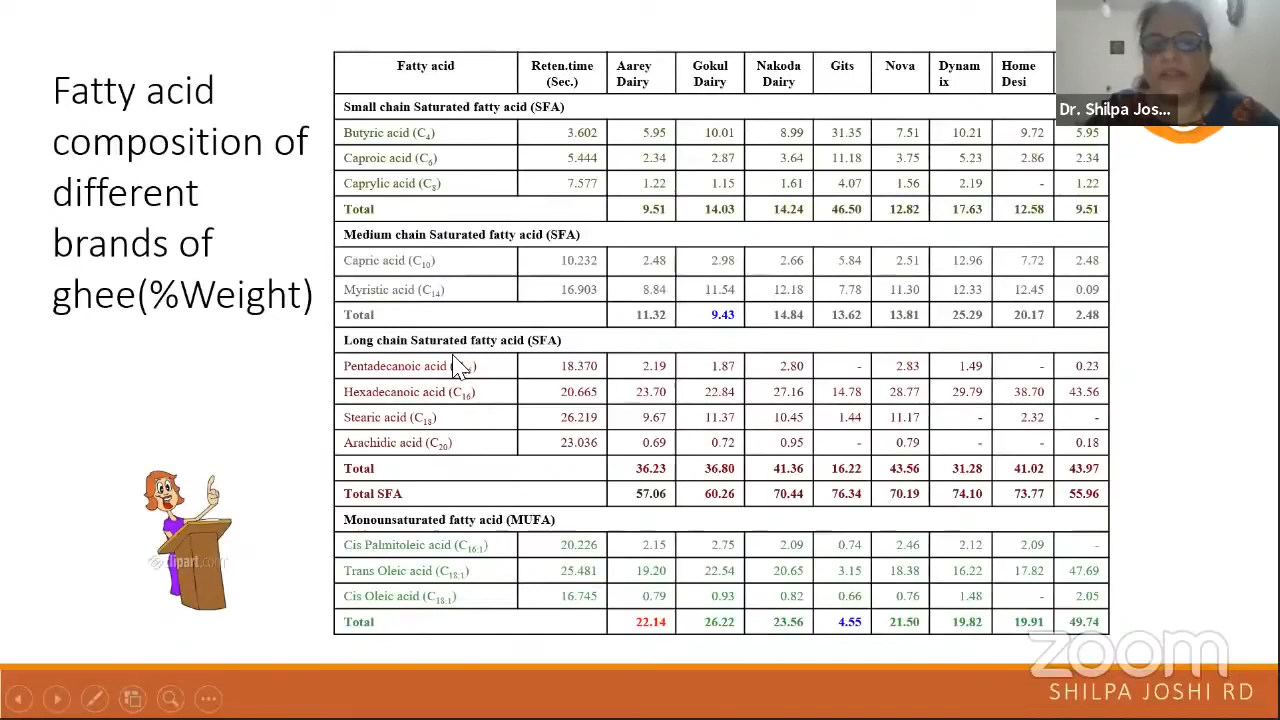 Fatty acid
composition of
different
brands of
ghee(%Weight)
Fatty acid Reten.time (Sec.) Aarey Dairy Gokul Dairy Nakoda Dairy Gits Nova Dynam ix Home Desi
Small chain Saturated fatty acid (SFA)
Butyric acid (C4) 3.602 5.95 10.01 8.99 31.35 7.51 10.21 9.72 5.95
Caproic acid (C6) 5.444 2.34 2.87 3.64 11.18 3.75 5.23 2.86 2.34
Caprylic acid (C8) 7.577 1.22 1.15 1.61 4.07 1.56 2.19 - 1.22
Total 9.51 14.03 14.24 46.50 12.82 17.63 12.58 9.51
Medium chain Saturated fatty acid (SFA)
Capric acid (C10) 10.232 2.48 2.98 2.66 5.84 2.51 12.96 7.72 2.48
Myristic acid (C14) 16.903 8.84 11.54 12.18 7.78 11.30 12.33 12.45 0.09
Total 11.32 9.43 14.84 13.62 13.81 25.29 20.17 2.48
Long chain Saturated fatty acid (SFA)
Pentadecanoic acid 18.370 2.19 1.87 2.80 - 2.83 1.49 - 0.23
Hexadecanoic acid (C16) 20.665 23.70 22.84 27.16 14.78 28.77 29.79 38.70 43.56
Stearic acid (C18) 26.219 9.67 11.37 10.45 1.44 11.17 - 2.32 -
Arachidic acid (C20) 23.036 0.69 0.72 0.95 - 0.79 - - 0.18
Total 36.23 36.80 41.36 16.22 43.56 31.28 41.02 43.97
Total SFA 57.06 60.26 70.44 76.34 70.19 74.10 73.77 55.96
Monounsaturated fatty acid (MUFA)
Cis Palmitoleic acid (C16:1) 20.226 2.15 2.75 2.09 0.74 2.46 2.12 2.09 -
Trans Oleic acid (C18:1) 25.481 19.20 22.54 20.65 3.15 18.38 16.22 17.82 47.69
Cis Oleic acid (C18:1) 16.745 0.79 0.93 0.82 0.66 0.76 1.48 - 2.05
Total 22.14 26.22 23.56 4.55 21.50 19.82 19.91 49.74
Dr. Shilpa Jos...
clipart
zoom
SHILPA JOSHI RD